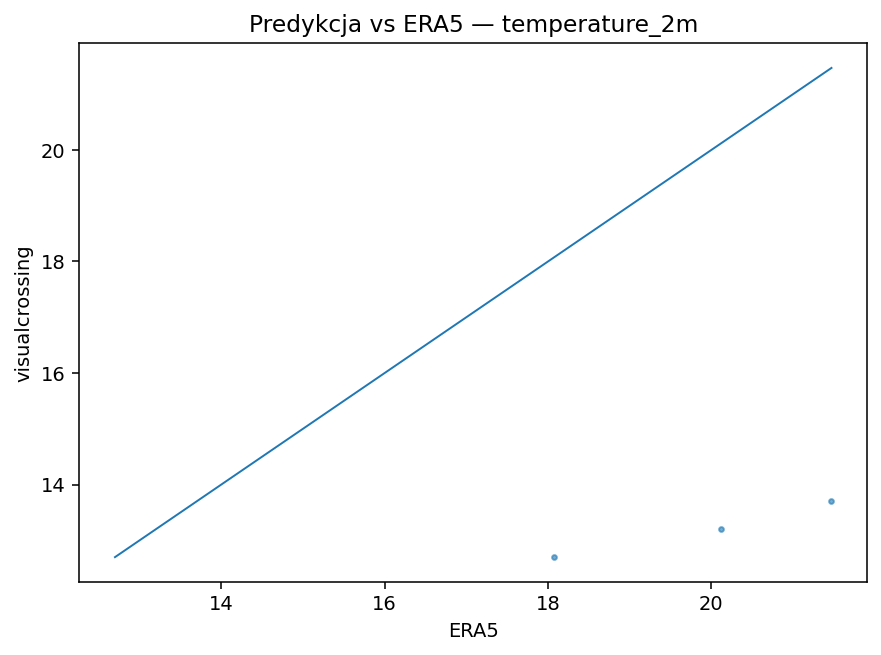 Predykcja vs ERA5 — temperature_2m
visualcrossing
20
18
16
14
14
16
18
20
ERA5